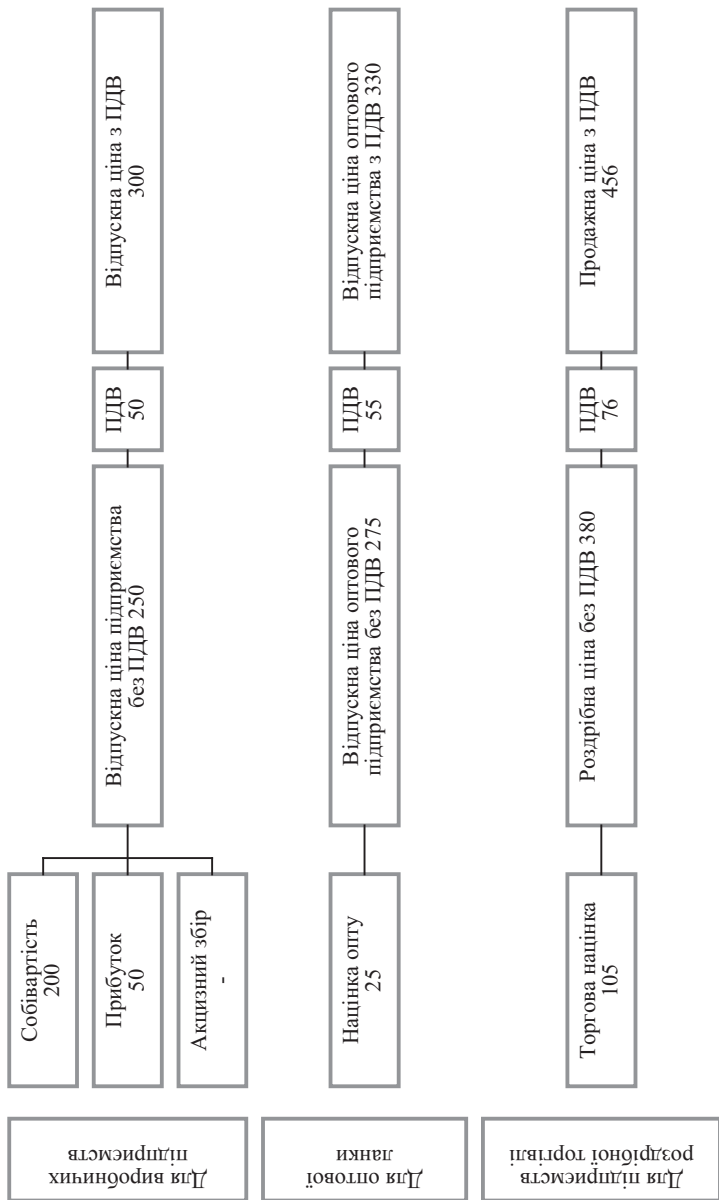 Для виробничих
підприємств
Собівартість
200
Прибуток
50
Акцизний збір
-
Відпускна ціна підприємства
без ПДВ 250
ПДВ
50
Відпускна ціна з ПДВ
300
Для оптової
ланки
Націнка опту
25
Відпускна ціна оптового
підприємства без ПДВ 275
ПДВ
55
Відпускна ціна оптового
підприємства з ПДВ 330
Для підприємств
роздрібної торгівлі
Торгова націнка
105
Роздрібна ціна без ПДВ 380
ПДВ
76
Продажна ціна з ПДВ
456